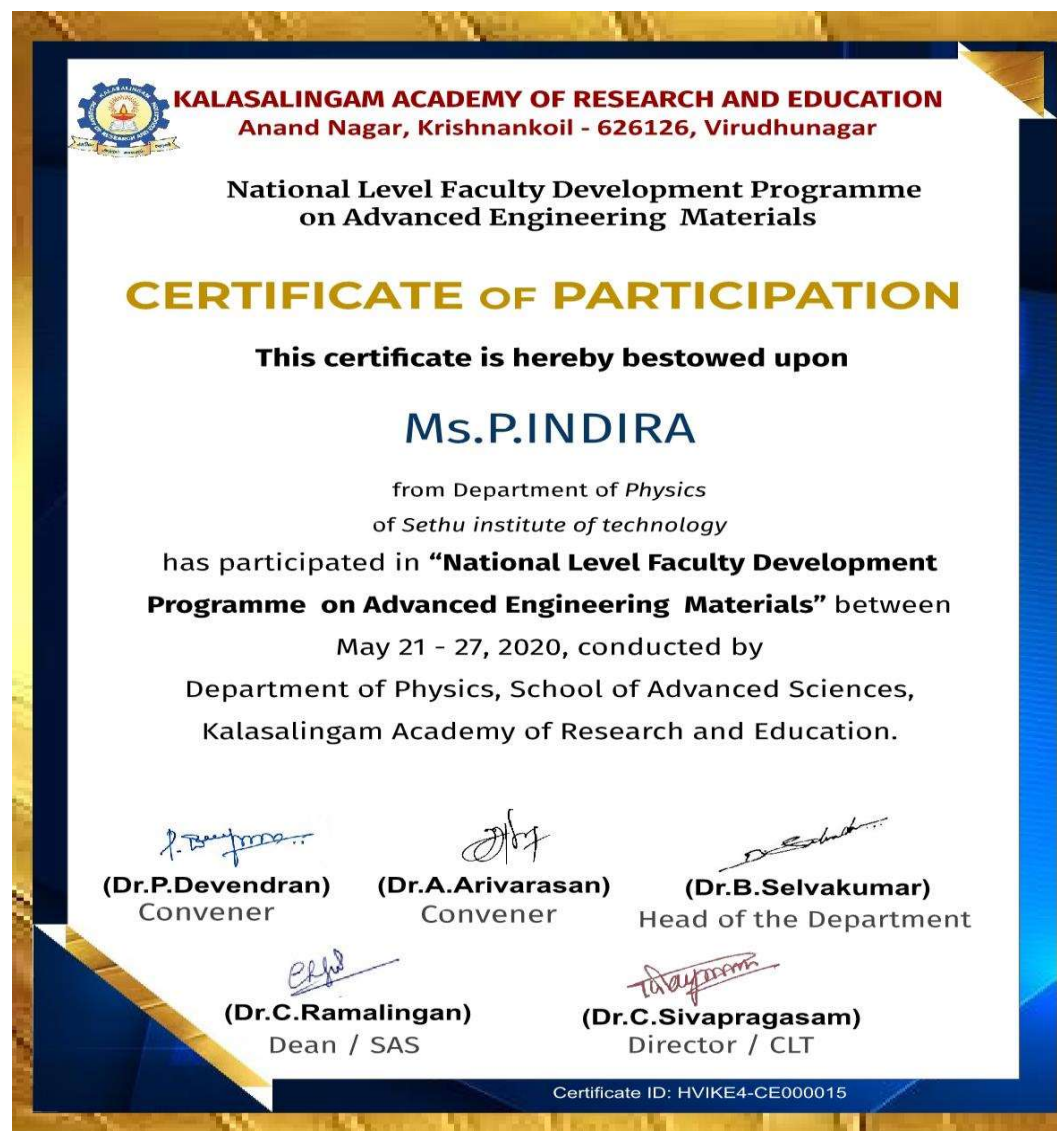 KALASALINGAM ACADEMY OF RESEARCH AND EDUCATION
Anand Nagar, Krishnankoil - 626126, Virudhunagar
National Level Faculty Development Programme
on Advanced Engineering Materials
CERTIFICATE OF PARTICIPATION
This certificate is hereby bestowed upon
Ms.P.INDIRA
from Department of Physics
of Sethu institute of technology
has participated in “National Level Faculty Development
Programme on Advanced Engineering Materials” between
May 21 - 27, 2020, conducted by
Department of Physics, School of Advanced Sciences,
Kalasalingam Academy of Research and Education.
(Dr.P.Devendran) (Dr.A.Arivarasan) (Dr.B.Selvakumar)
Convener Convener Head of the Department
(Dr.C.Ramalingan) (Dr.C.Sivapragasam)
Dean / SAS Director / CLT
Certificate ID: HVIKE4-CE000015